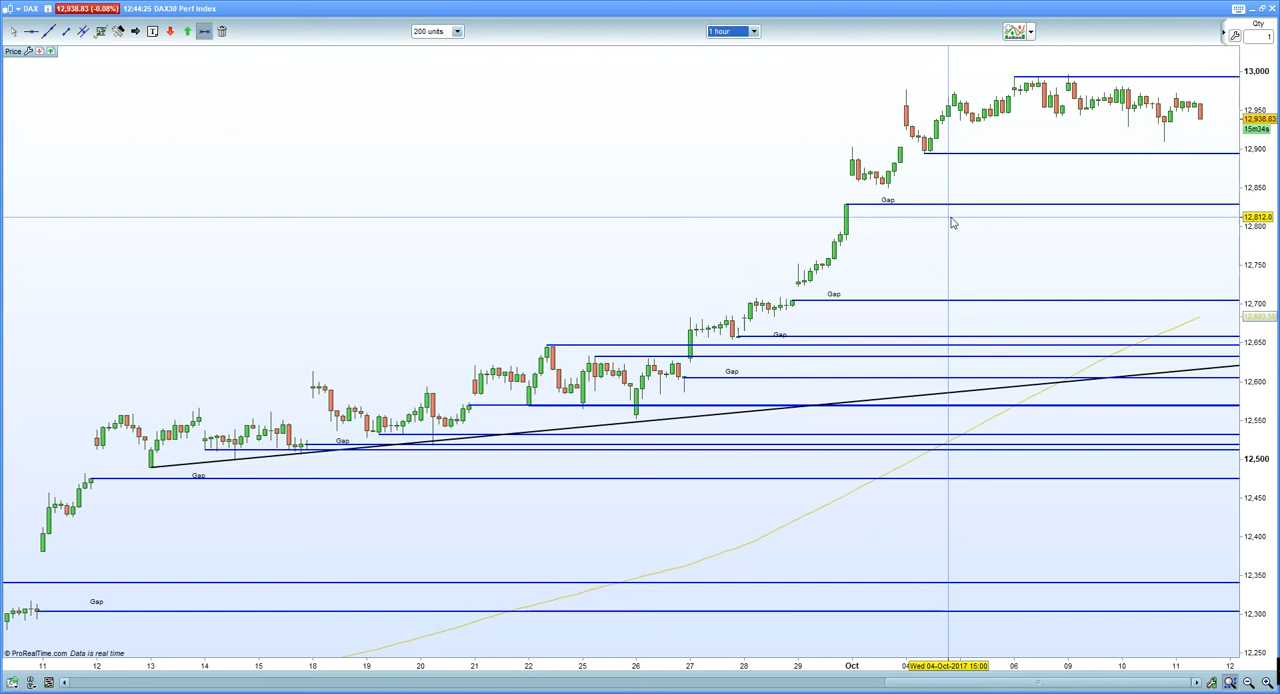 DAX 12,938.83 (-0.08%) 12:44:25 DAX30 Perf Index
200 units 1 hour Qty
1
Price
13,000
12,950
12,938.83
15m34s
12,900
12,850
Gap
12,812.0
12,800
12,750
Gap
12,700
12,683.59
Gap
12,650
Gap
12,600
12,550
Gap
12,500
Gap
12,450
12,400
12,350
Gap
12,300
12,250
© ProRealTime.com Data is real time
11 12 13 14 15 18 19 20 21 22 25 26 27 28 29 Oct 04 Wed 04-Oct-2017 15:00 06 09 10 11 12